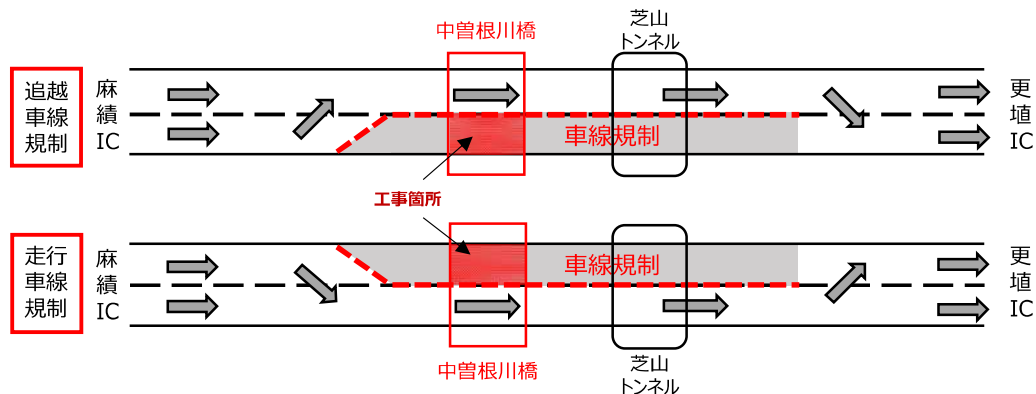 中曽根川橋
芝山
トンネル
追越
車線
規制
麻
績
IC
車線規制
更
埴
IC
工事箇所
走行
車線
規制
麻
績
IC
車線規制
更
埴
IC
中曽根川橋
芝山
トンネル